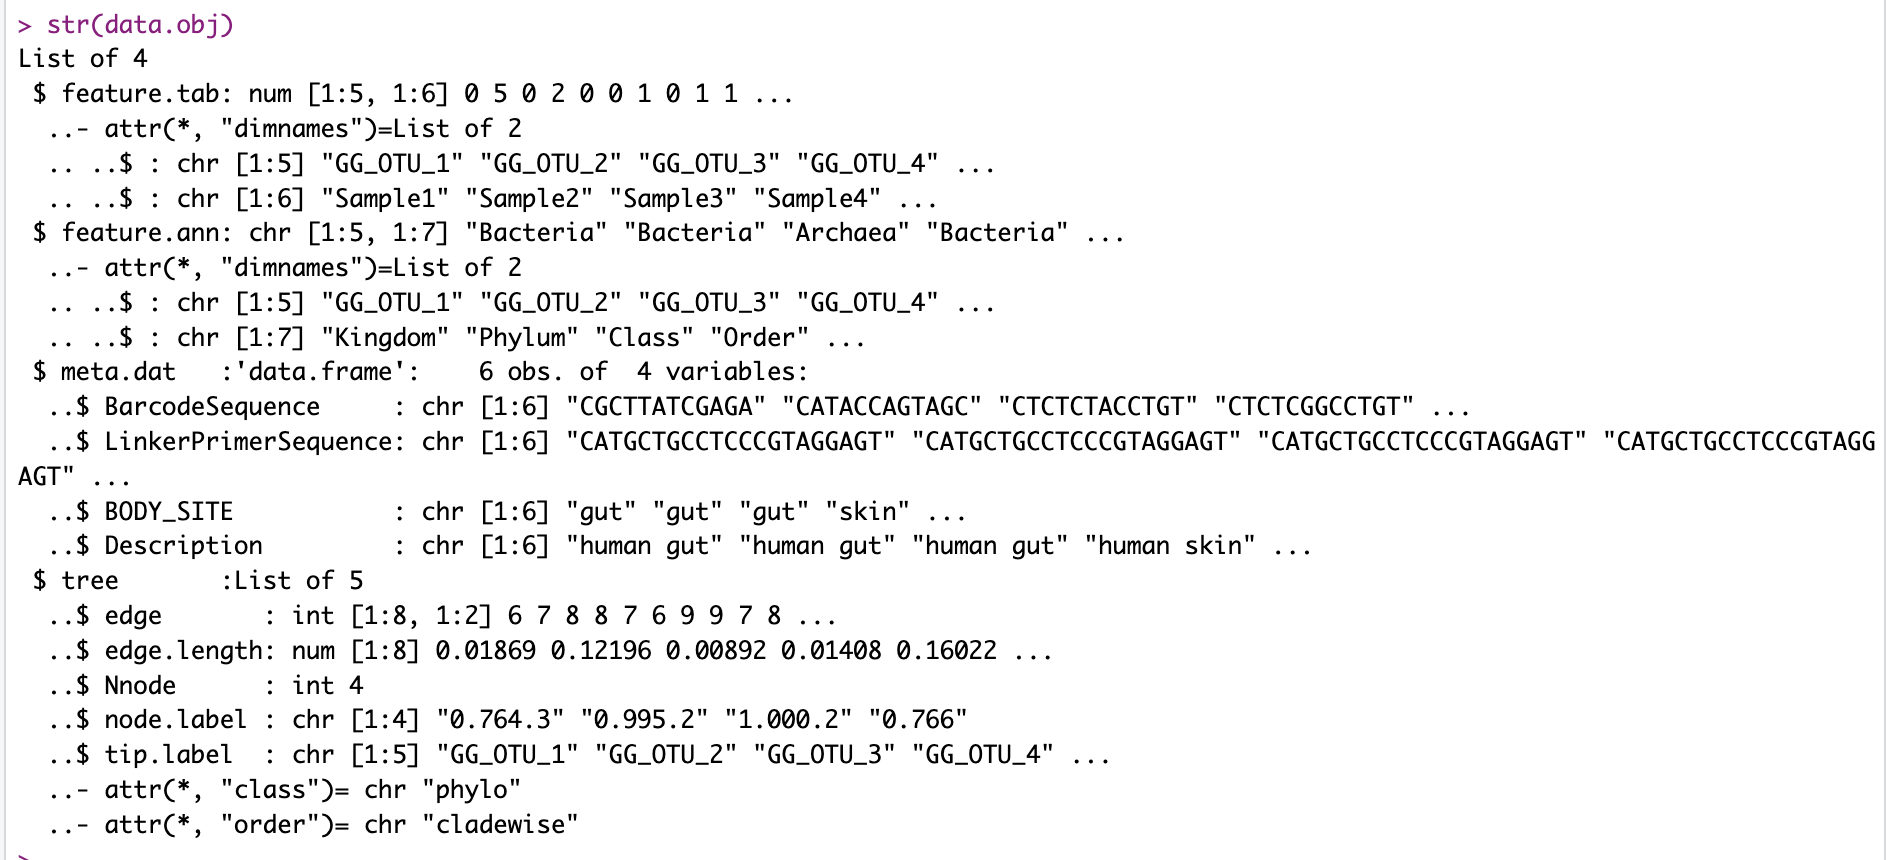 > str(data.obj)
List of 4
 $ feature.tab: num [1:5, 1:6] 0 5 0 2 0 0 1 0 1 1 ...
  ..- attr(*, "dimnames")=List of 2
  .. ..$ : chr [1:5] "GG_OTU_1" "GG_OTU_2" "GG_OTU_3" "GG_OTU_4" ...
  .. ..$ : chr [1:6] "Sample1" "Sample2" "Sample3" "Sample4" ...
 $ feature.ann: chr [1:5, 1:7] "Bacteria" "Bacteria" "Archaea" "Bacteria" ...
  ..- attr(*, "dimnames")=List of 2
  .. ..$ : chr [1:5] "GG_OTU_1" "GG_OTU_2" "GG_OTU_3" "GG_OTU_4" ...
  .. ..$ : chr [1:7] "Kingdom" "Phylum" "Class" "Order" ...
 $ meta.dat   :'data.frame':	6 obs. of  4 variables:
  ..$ BarcodeSequence     : chr [1:6] "CGCTTATCGAGA" "CATACCAGTAGC" "CTCTCTACCTGT" "CTCTCGGCCTGT" ...
  ..$ LinkerPrimerSequence: chr [1:6] "CATGCTGCCTCCCGTAGGAGT" "CATGCTGCCTCCCGTAGGAGT" "CATGCTGCCTCCCGTAGGAGT" "CATGCTGCCTCCCGTAGG
AGT" ...
  ..$ BODY_SITE           : chr [1:6] "gut" "gut" "gut" "skin" ...
  ..$ Description         : chr [1:6] "human gut" "human gut" "human gut" "human skin" ...
 $ tree       :List of 5
  ..$ edge       : int [1:8, 1:2] 6 7 8 8 7 6 9 9 7 8 ...
  ..$ edge.length: num [1:8] 0.01869 0.12196 0.00892 0.01408 0.16022 ...
  ..$ Nnode      : int 4
  ..$ node.label : chr [1:4] "0.764.3" "0.995.2" "1.000.2" "0.766"
  ..$ tip.label  : chr [1:5] "GG_OTU_1" "GG_OTU_2" "GG_OTU_3" "GG_OTU_4" ...
  ..- attr(*, "class")= chr "phylo"
  ..- attr(*, "order")= chr "cladewise"
>